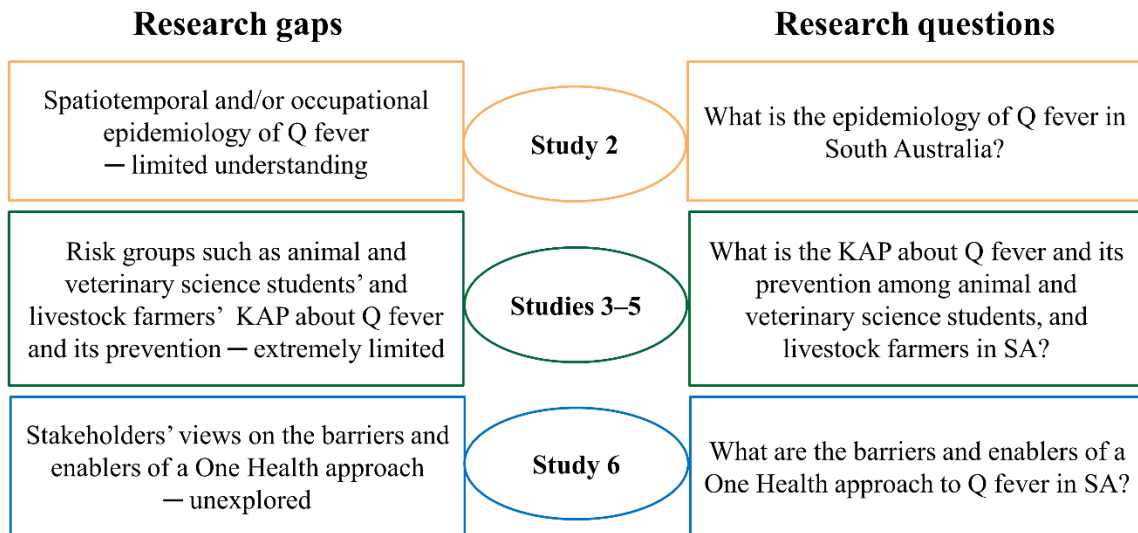 Research gaps
Research questions
Spatiotemporal and/or occupational
epidemiology of Q fever
— limited understanding
Study 2
What is the epidemiology of Q fever in
South Australia?
Risk groups such as animal and
veterinary science students’ and
livestock farmers’ KAP about Q fever
and its prevention — extremely limited
Studies 3–5
What is the KAP about Q fever and its
prevention among animal and
veterinary science students, and
livestock farmers in SA?
Stakeholders’ views on the barriers and
enablers of a One Health approach
— unexplored
Study 6
What are the barriers and enablers of a
One Health approach to Q fever in SA?